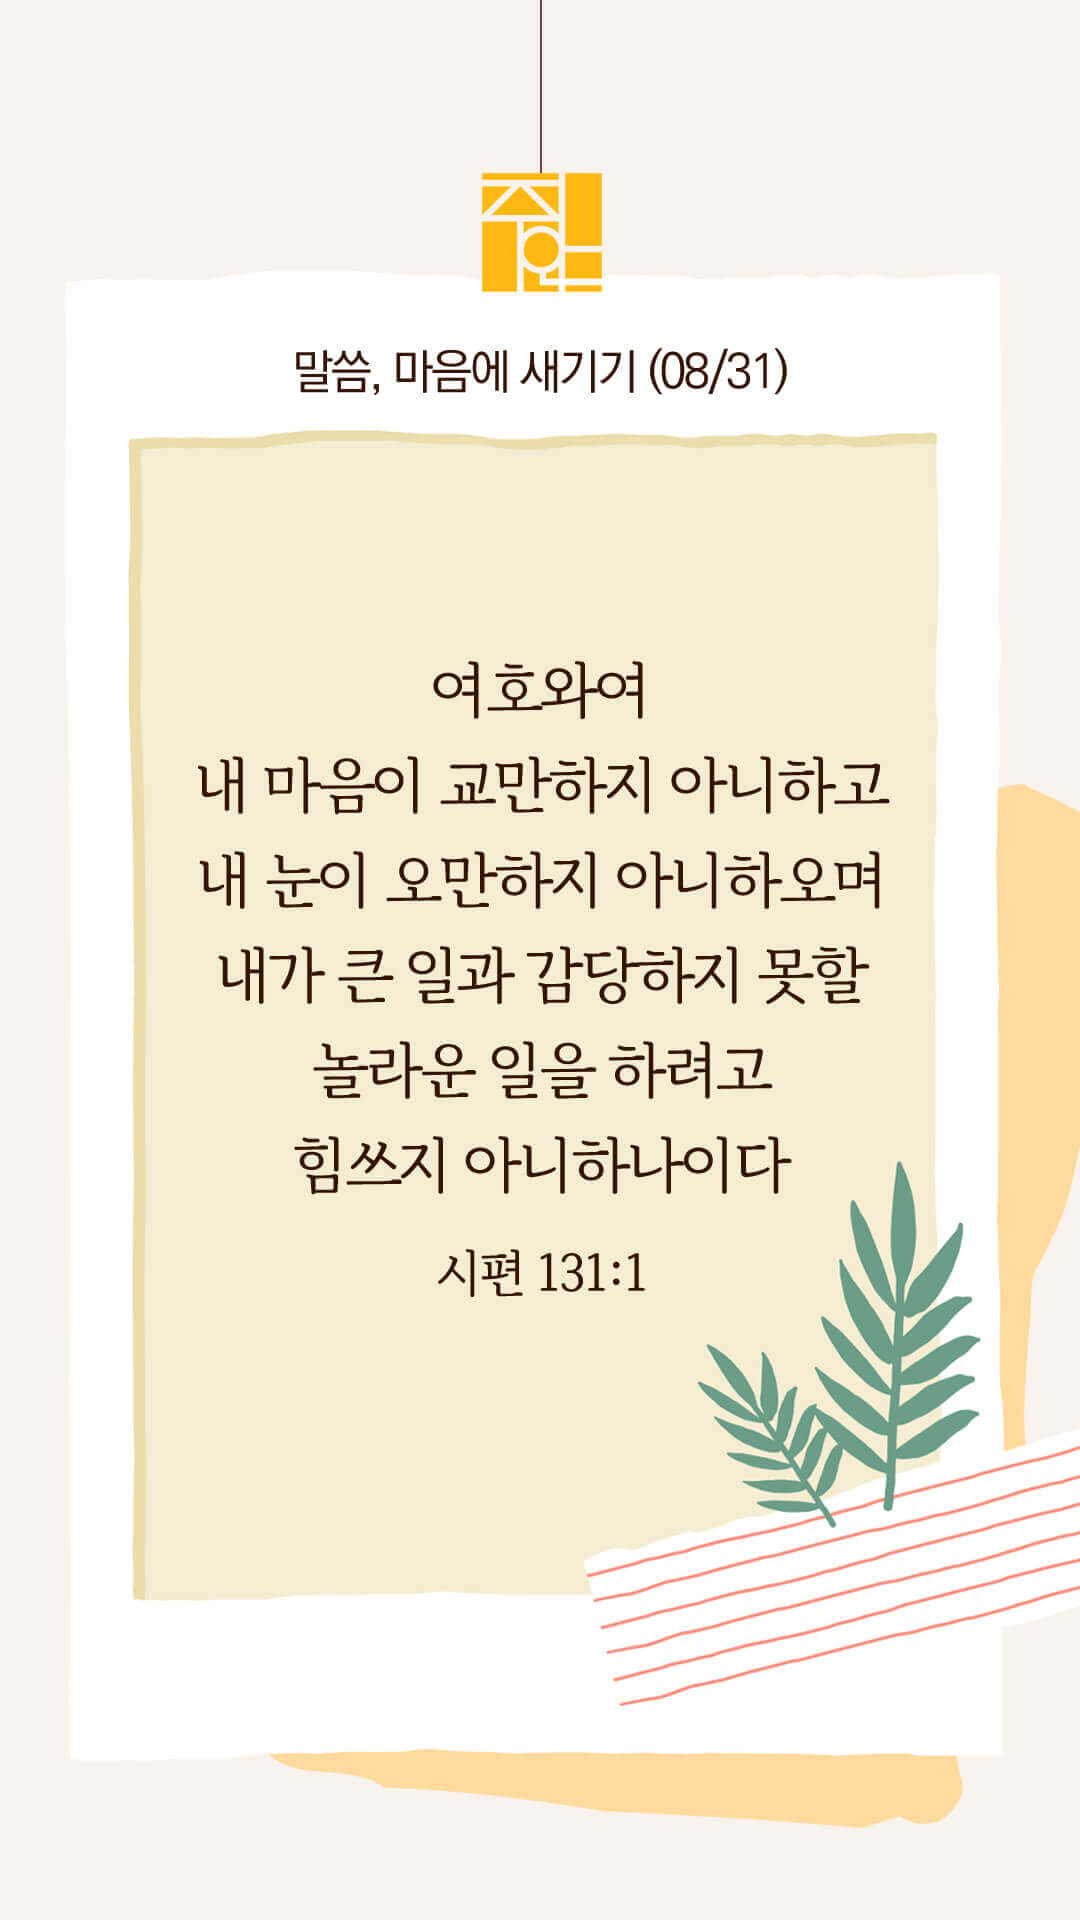 주인
말씀, 마음에 새기기 (08/31)
여호와여
내 마음이 교만하지 아니하고
내 눈이 오만하지 아니하오며
내가 큰 일과 감당하지 못할
놀라운 일을 하려고
힘쓰지 아니하나이다
시편 131:1